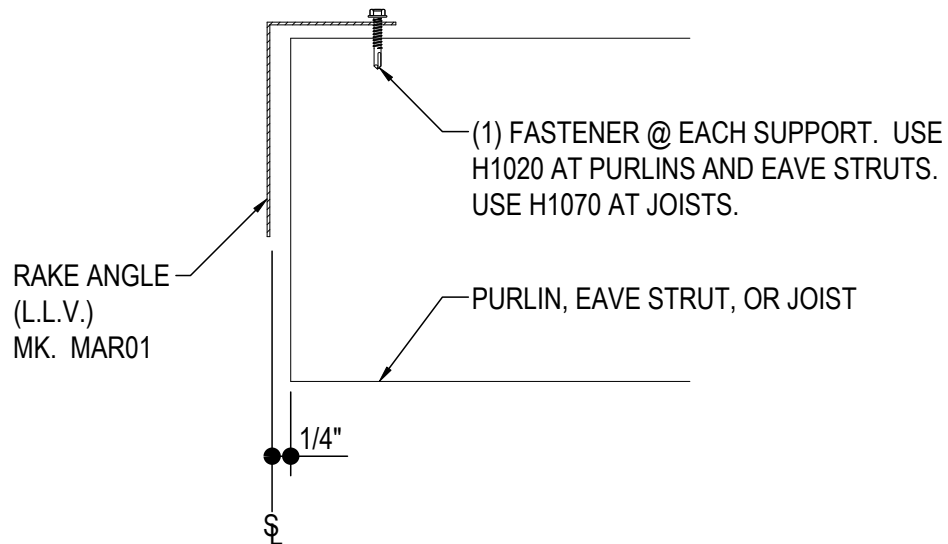 (1) FASTENER @ EACH SUPPORT. USE
H1020 AT PURLINS AND EAVE STRUTS.
USE H1070 AT JOISTS.
RAKE ANGLE
(L.L.V.)
MK. MAR01
PURLIN, EAVE STRUT, OR JOIST
1/4"
SL